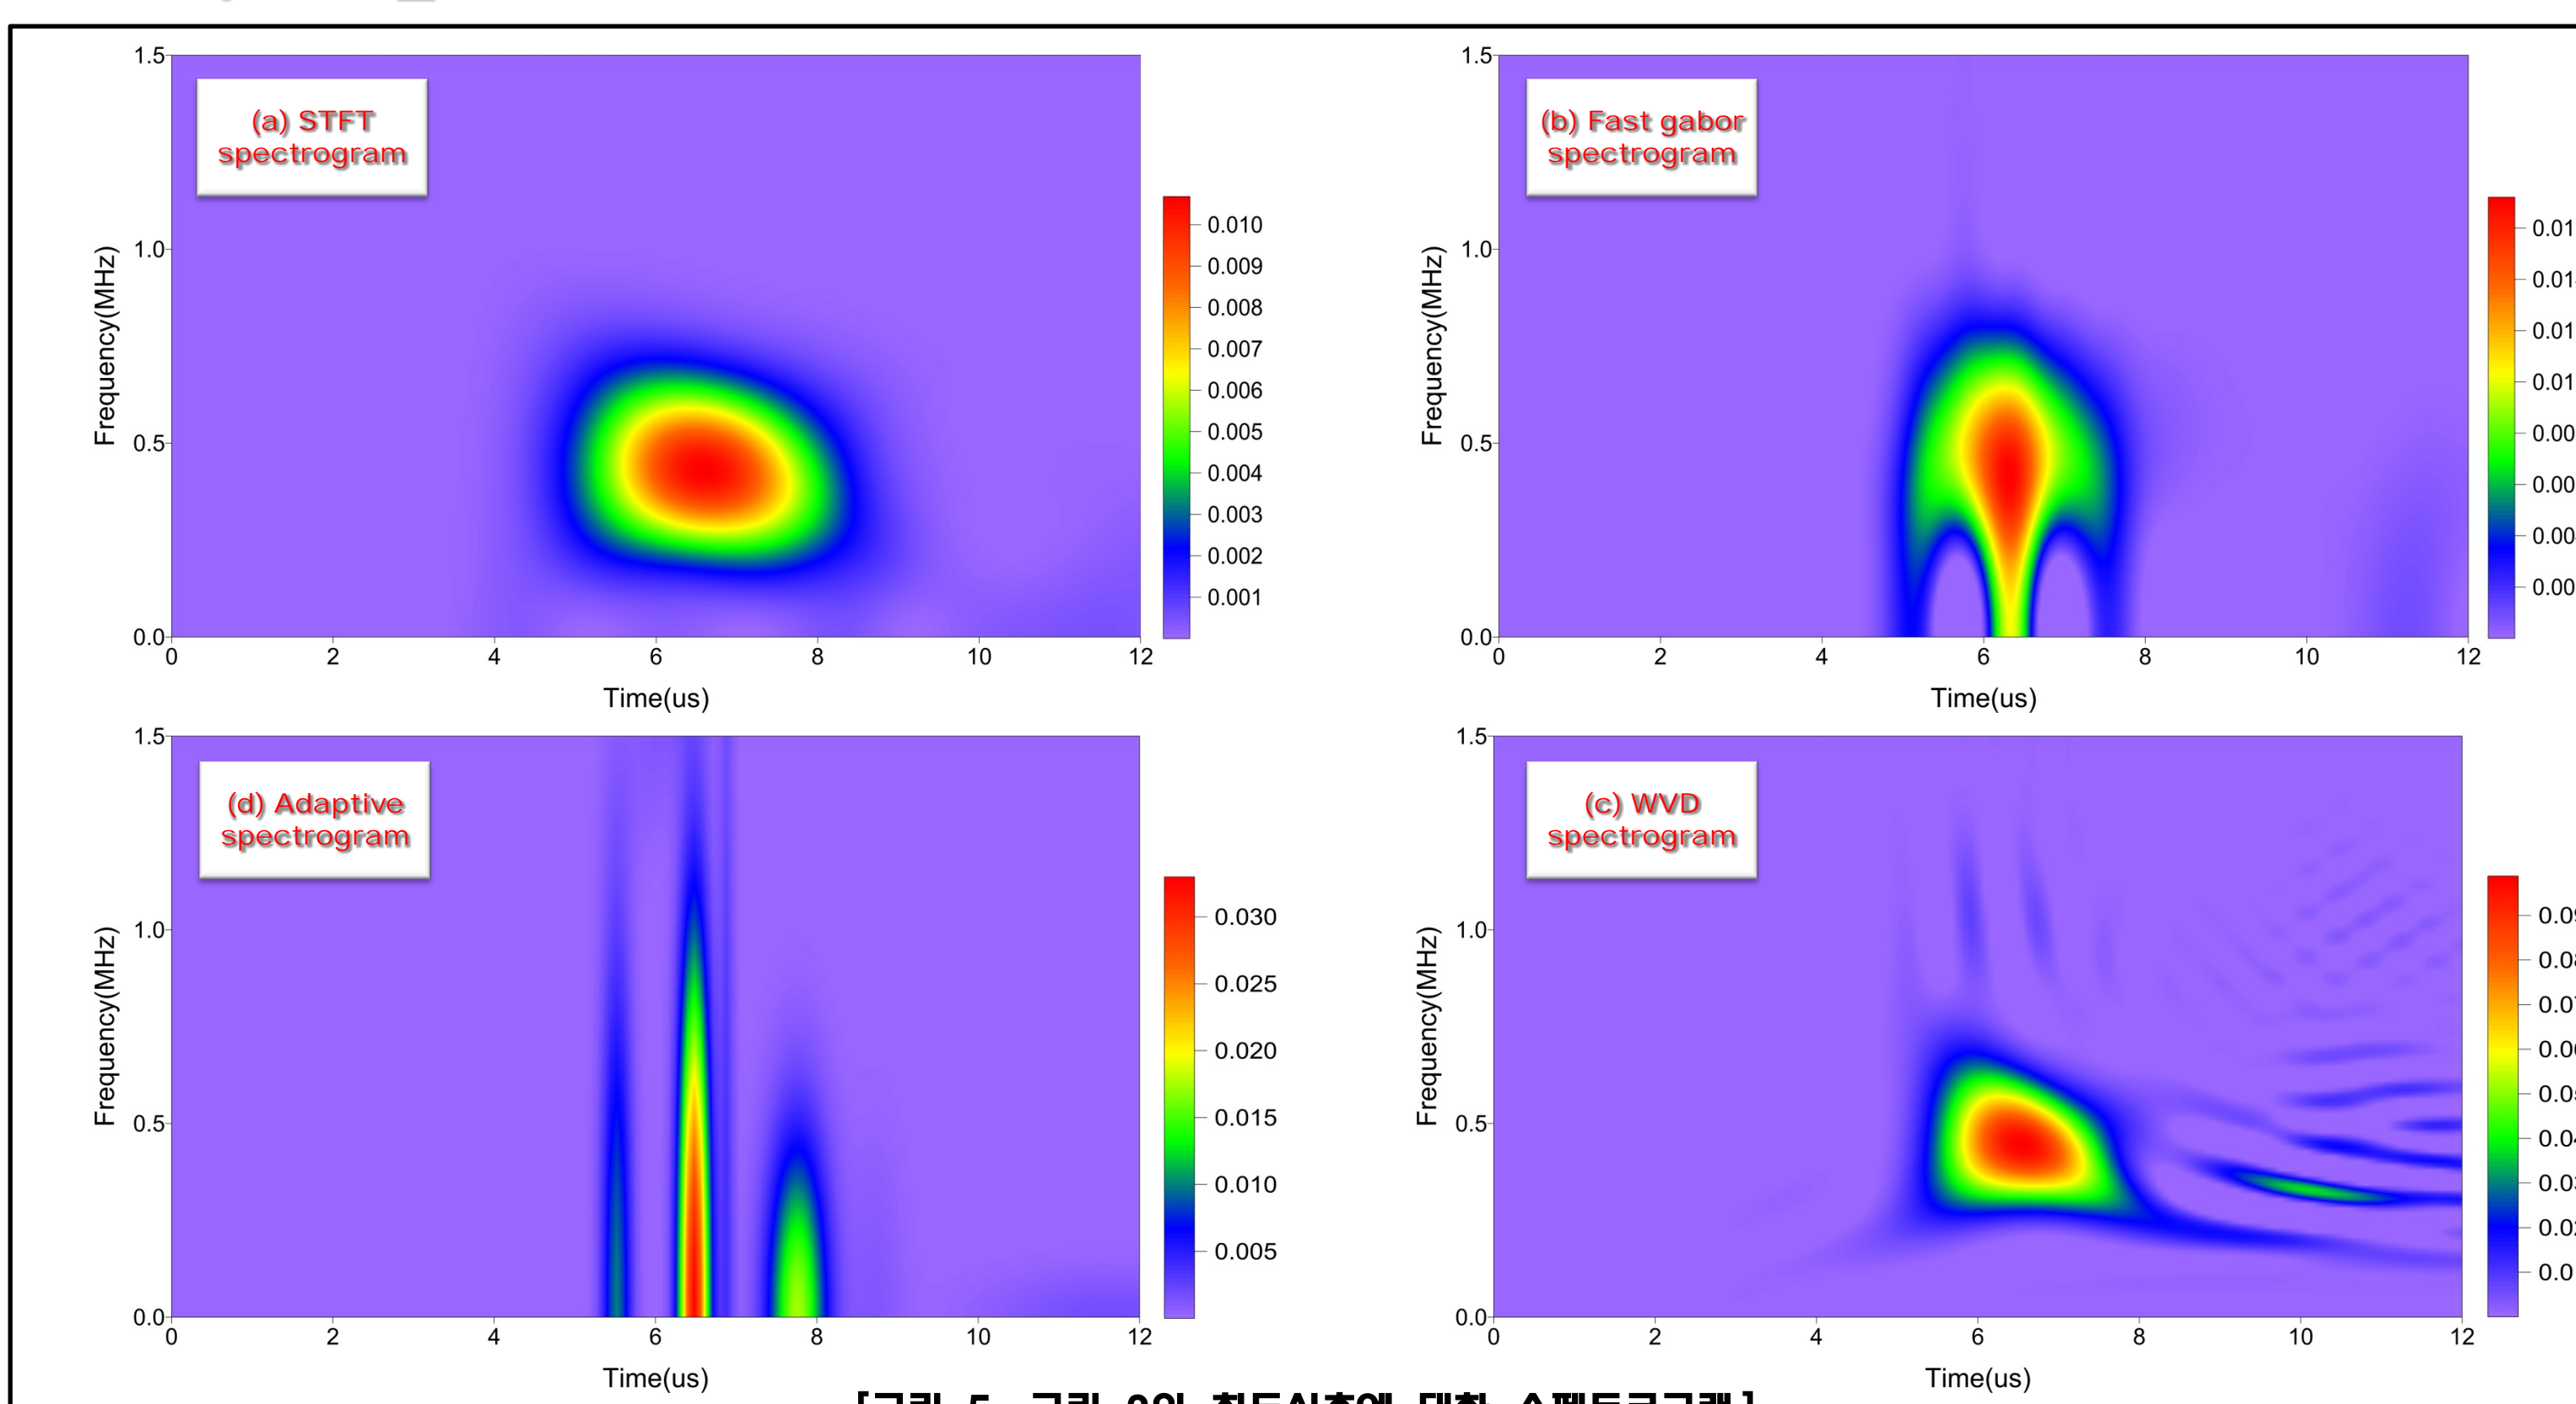 1.5
(a) STFT
spectrogram
1.0
0.5
0.0
Frequency(MHz)
0 2 4 6 8 10 12
Time(us)
0.010
0.009
0.008
0.007
0.006
0.005
0.004
0.003
0.002
0.001
1.5
(b) Fast gabor
spectrogram
1.0
0.5
0.0
Frequency(MHz)
0 2 4 6 8 10 12
Time(us)
1.5
(d) Adaptive
spectrogram
1.0
0.5
0.0
Frequency(MHz)
0 2 4 6 8 10 12
Time(us)
0.030
0.025
0.020
0.015
0.010
0.005
1.5
(c) WVD
spectrogram
1.0
0.5
0.0
Frequency(MHz)
0 2 4 6 8 10 12
Time(us)